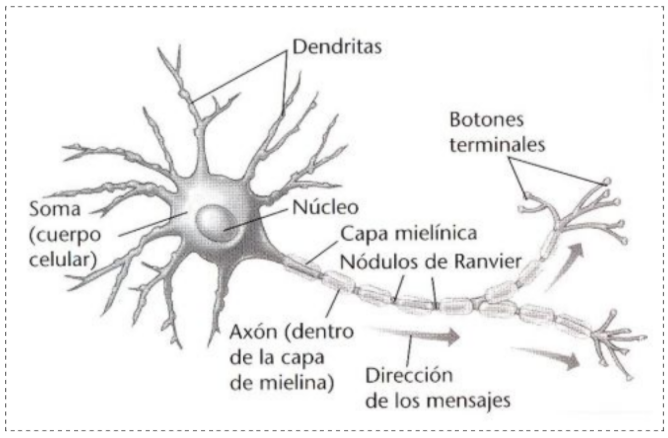 Dendritas
Botones
terminales
Soma
(cuerpo
celular)
Núcleo
Capa mielínica
Nódulos de Ranvier
Axón (dentro
de la capa
de mielina)
Dirección
de los mensajes